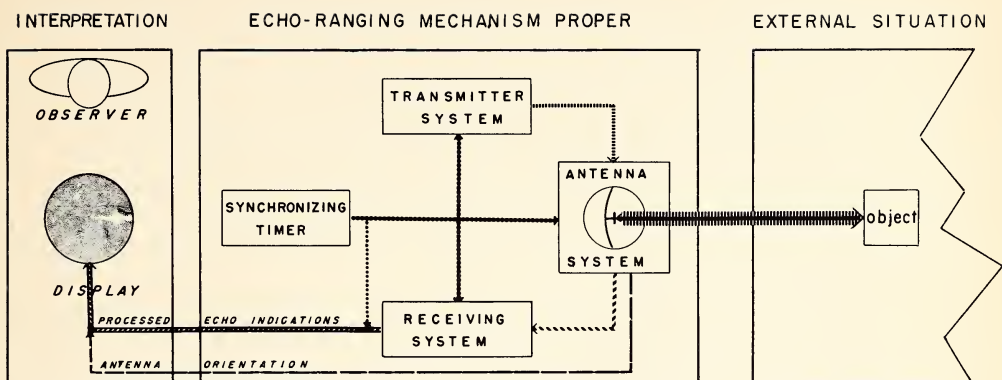 INTERPRETATION
ECHO-RANGING MECHANISM PROPER
EXTERNAL SITUATION
OBSERVER
TRANSMITTER
SYSTEM
ANTENNA
SYSTEM
SYNCHRONIZING
TIMER
object
DISPLAY
PROCESSED ECHO INDICATIONS
RECEIVING
SYSTEM
ANTENNA ORIENTATION